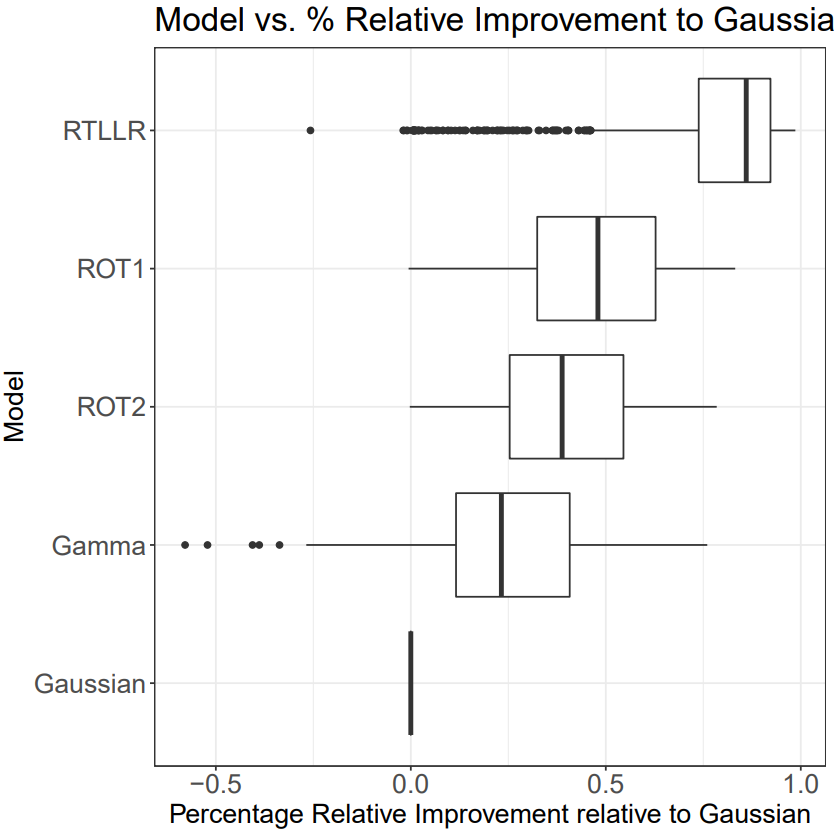 Model vs. % Relative Improvement to Gaussia
RTLLR
ROT1
ROT2
Gamma
Gaussian
Model
−0.5 0.0 0.5 1.0
Percentage Relative Improvement relative to Gaussian